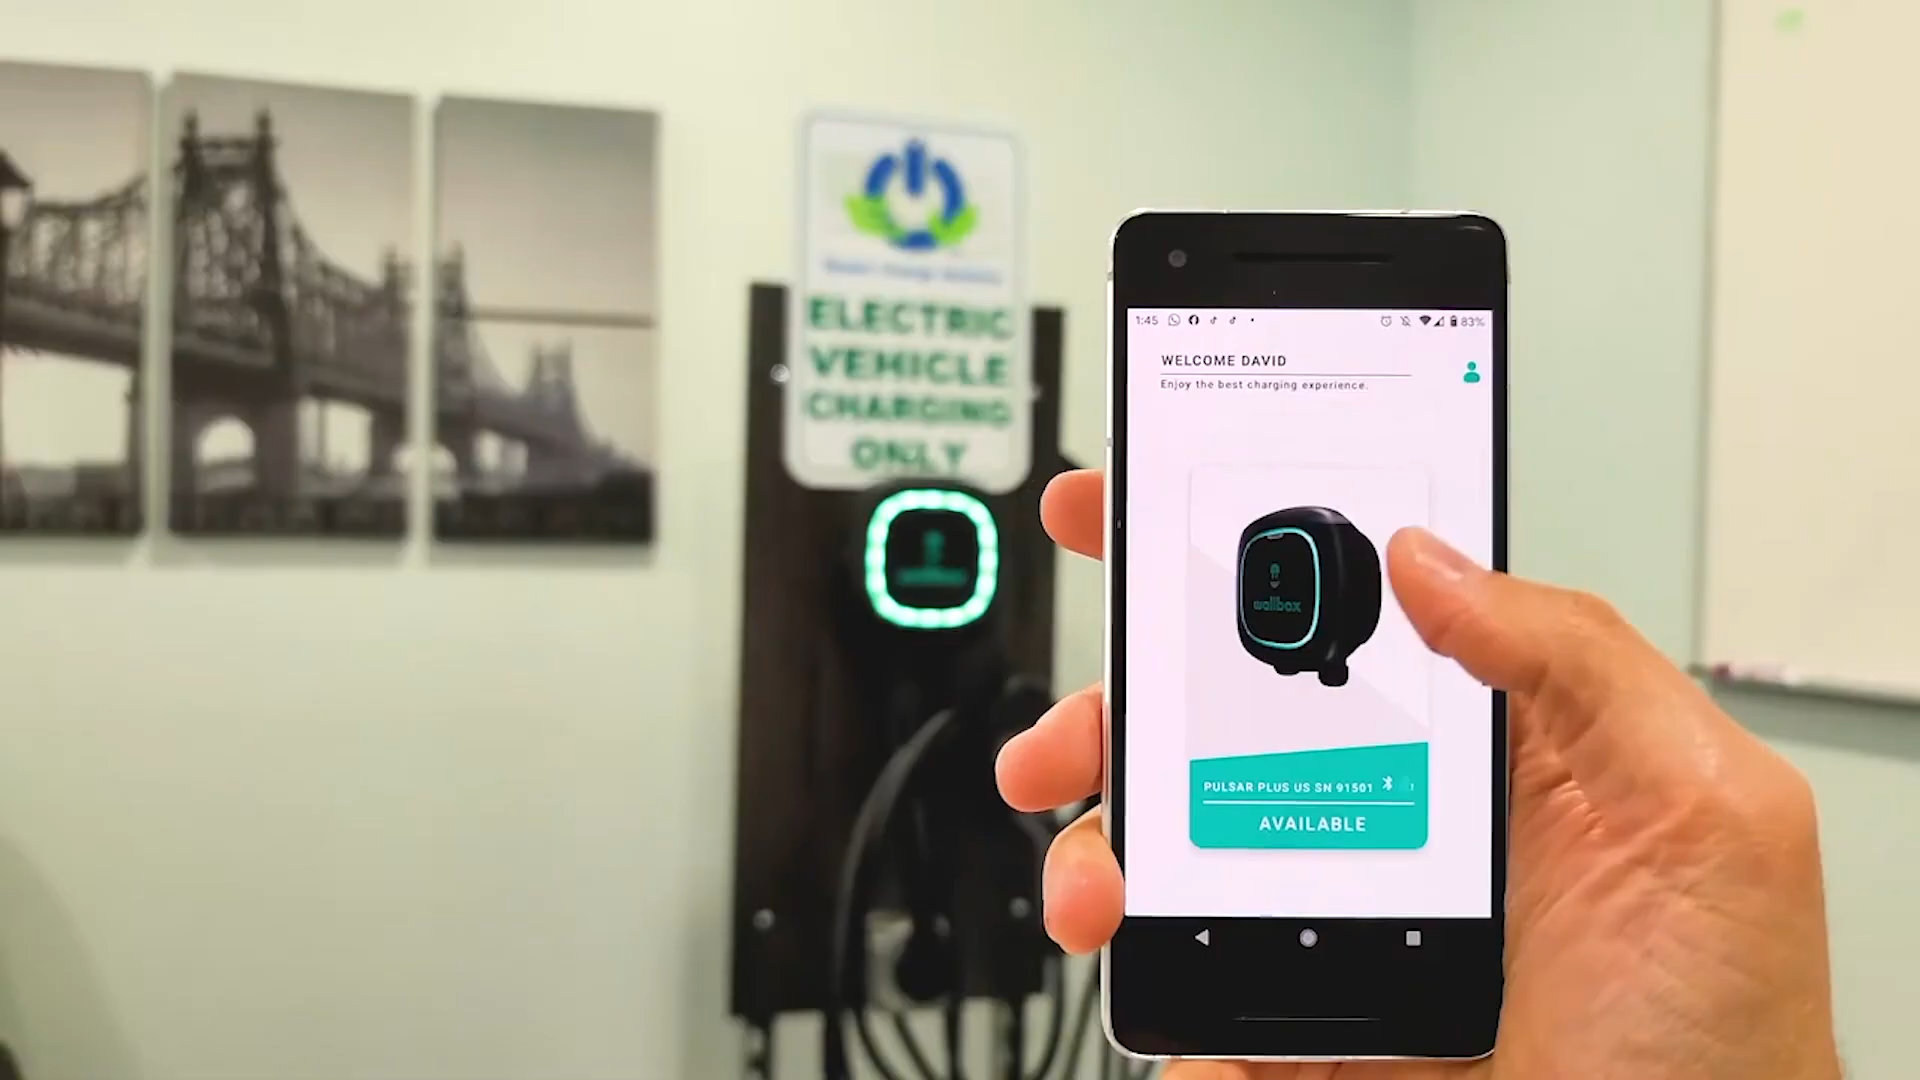 ELECTRIC
VEHICLE
CHARGING
ONLY
1:45
83%
WELCOME DAVID
Enjoy the best charging experience.
wallbox
PULSAR PLUS US SN 91501
AVAILABLE